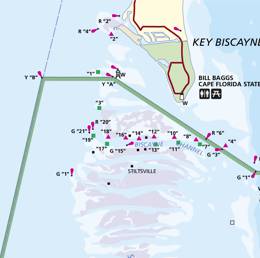 R "2"
R "4"
"2"
KEY BISCAYNE
"1"
W
Y "B"
Y "A"
BILL BAGGS
CAPE FLORIDA STATE
W
"3"
R "20"
G "21"
"19"
"18"
"16"
"14"
"12"
"10"
"8"
R "6"
"4"
BISCAYNE CHANNEL
"17"
G "15"
"13"
"11"
"7"
G "3"
G "1"
STILTSVILLE
G "1"